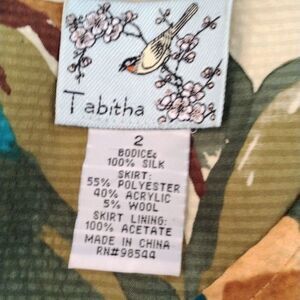 Tabitha
2
BODICE:
100% SILK
SKIRT:
55% POLYESTER
40% ACRYLIC
5% WOOL
SKIRT LINING:
100% ACETATE
MADE IN CHINA
RN#98544